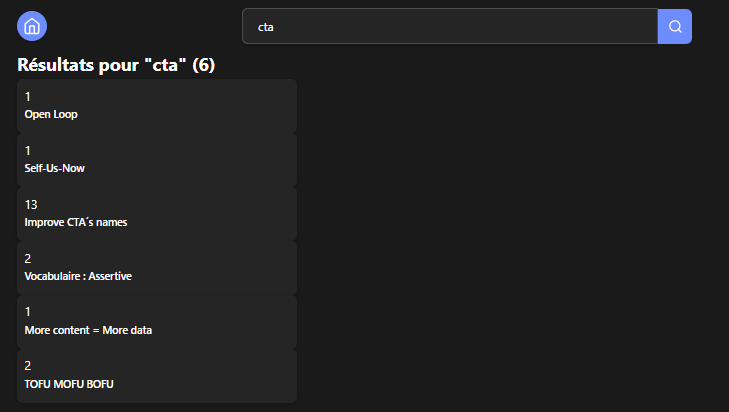 cta
Résultats pour "cta" (6)
1
Open Loop
1
Self-Us-Now
13
Improve CTA´s names
2
Vocabulaire : Assertive
1
More content = More data
2
TOFU MOFU BOFU